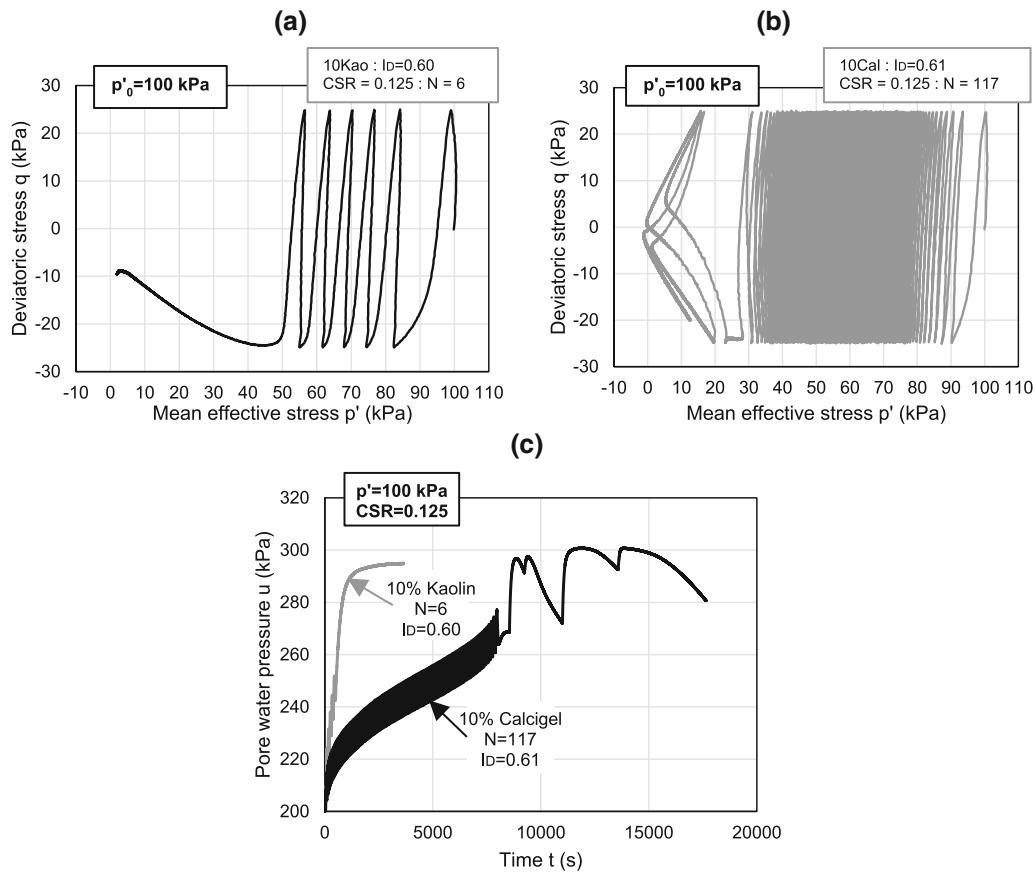 (a)
p'0=100 kPa
10Kao : ID=0.60
CSR = 0.125 : N = 6
30
20
10
0
-10
-20
-30
Deviatoric stress q (kPa)
-10 0 10 20 30 40 50 60 70 80 90 100 110
Mean effective stress p' (kPa)
(b)
p'0=100 kPa
10Cal : ID=0.61
CSR = 0.125 : N = 117
30
20
10
0
-10
-20
-30
Deviatoric stress q (kPa)
-10 0 10 20 30 40 50 60 70 80 90 100 110
Mean effective stress p' (kPa)
(c)
p'=100 kPa
CSR=0.125
320
300
280
260
240
220
200
Pore water pressure u (kPa)
10% Kaolin
N=6
ID=0.60
10% Calcigel
N=117
ID=0.61
0 5000 10000 15000 20000
Time t (s)